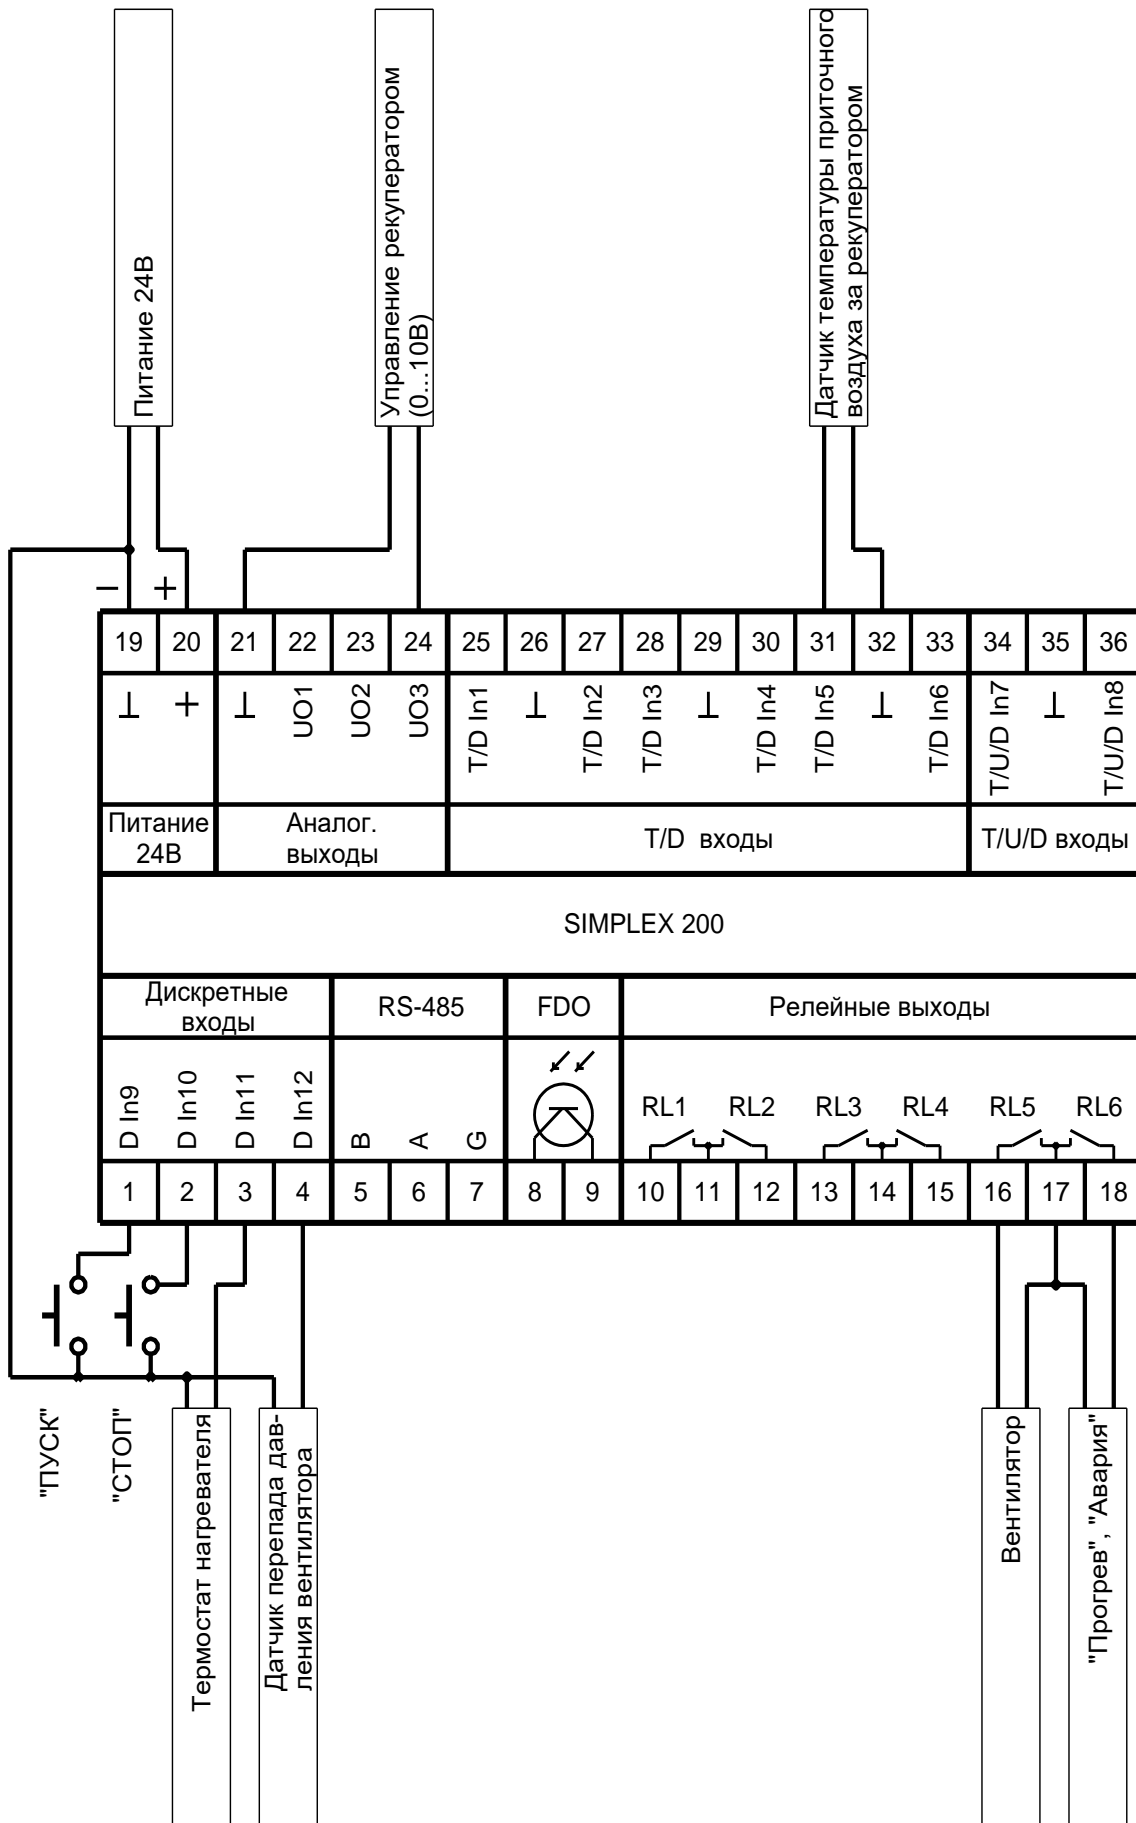 Питание 24В
Управление рекуператором
(0...10В)
Датчик температуры приточного
воздуха за рекуператором
− +
19 20 21 22 23 24 25 26 27 28 29 30 31 32 33 34 35 36
⊥ + ⊥ UO1 UO2 UO3 T/D In1 ⊥ T/D In2 T/D In3 ⊥ T/D In4 T/D In5 ⊥ T/D In6 T/U/D In7 ⊥ T/U/D In8
Питание
24В
Аналог.
выходы
T/D входы
T/U/D входы
SIMPLEX 200
Дискретные
входы
RS-485
FDO
Релейные выходы
D In9 D In10 D In11 D In12 B A G
RL1 RL2 RL3 RL4 RL5 RL6
1 2 3 4 5 6 7 8 9 10 11 12 13 14 15 16 17 18
"ПУСК"
"СТОП"
Термостат нагревателя
Датчик перепада дав-
ления вентилятора
Вентилятор
"Прогрев", "Авария"